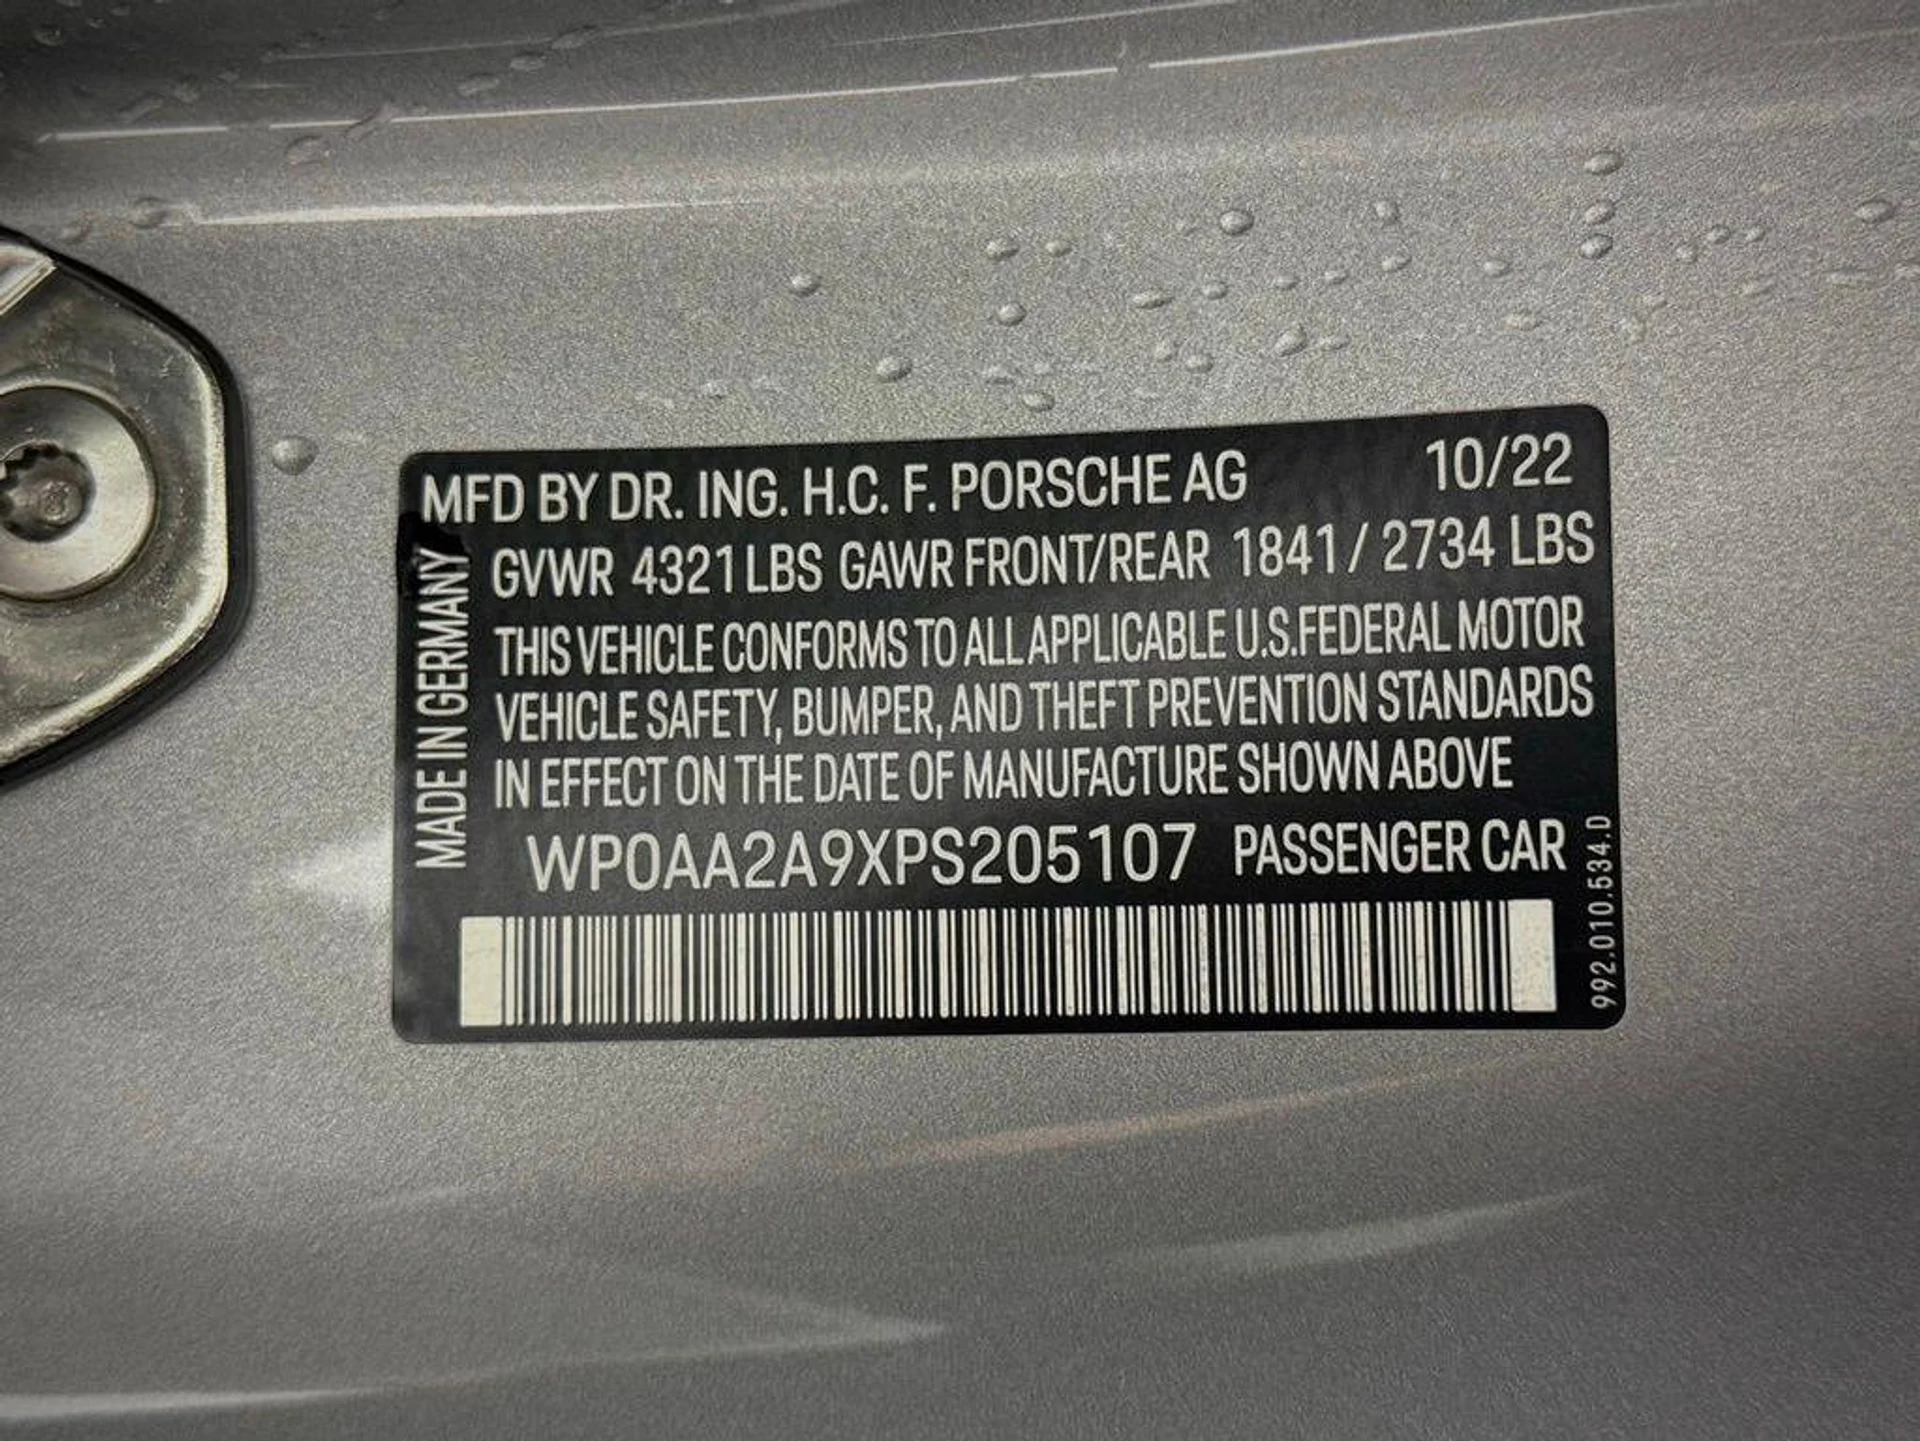 MFD BY DR. ING. H.C. F. PORSCHE AG 10/22
GVWR 4321 LBS GAWR FRONT/REAR 1841 / 2734 LBS
THIS VEHICLE CONFORMS TO ALL APPLICABLE U.S.FEDERAL MOTOR
VEHICLE SAFETY, BUMPER, AND THEFT PREVENTION STANDARDS
IN EFFECT ON THE DATE OF MANUFACTURE SHOWN ABOVE
WP0AA2A9XPS205107 PASSENGER CAR
MADE IN GERMANY
992.010.534.D